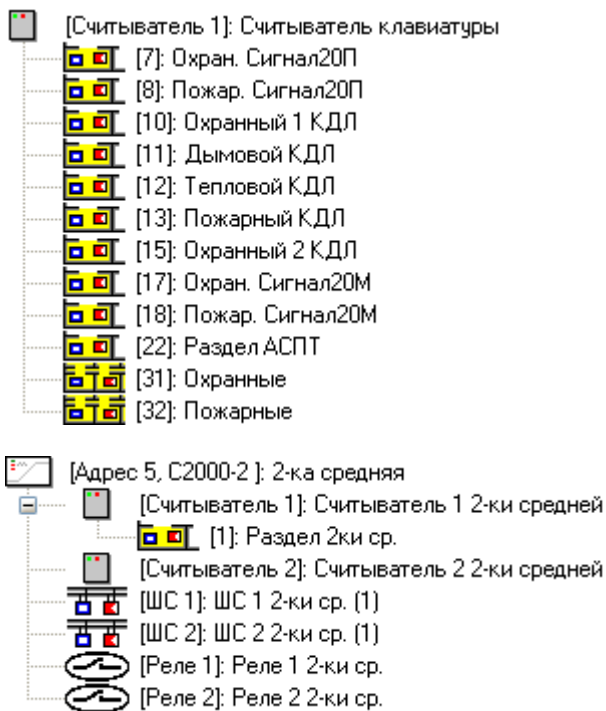 [Считыватель 1]: Считыватель клавиатуры
[7]: Охран. Сигнал20П
[8]: Пожар. Сигнал20П
[10]: Охранный 1 КДЛ
[11]: Дымовой КДЛ
[12]: Тепловой КДЛ
[13]: Пожарный КДЛ
[15]: Охранный 2 КДЛ
[17]: Охран. Сигнал20М
[18]: Пожар. Сигнал20М
[22]: Раздел АСПТ
[31]: Охранные
[32]: Пожарные
[Адрес 5, С2000-2 ]: 2-ка средняя
[Считыватель 1]: Считыватель 1 2-ки средней
[1]: Раздел 2ки ср.
[Считыватель 2]: Считыватель 2 2-ки средней
[ШС 1]: ШС 1 2-ки ср. (1)
[ШС 2]: ШС 2 2-ки ср. (1)
[Реле 1]: Реле 1 2-ки ср.
[Реле 2]: Реле 2 2-ки ср.